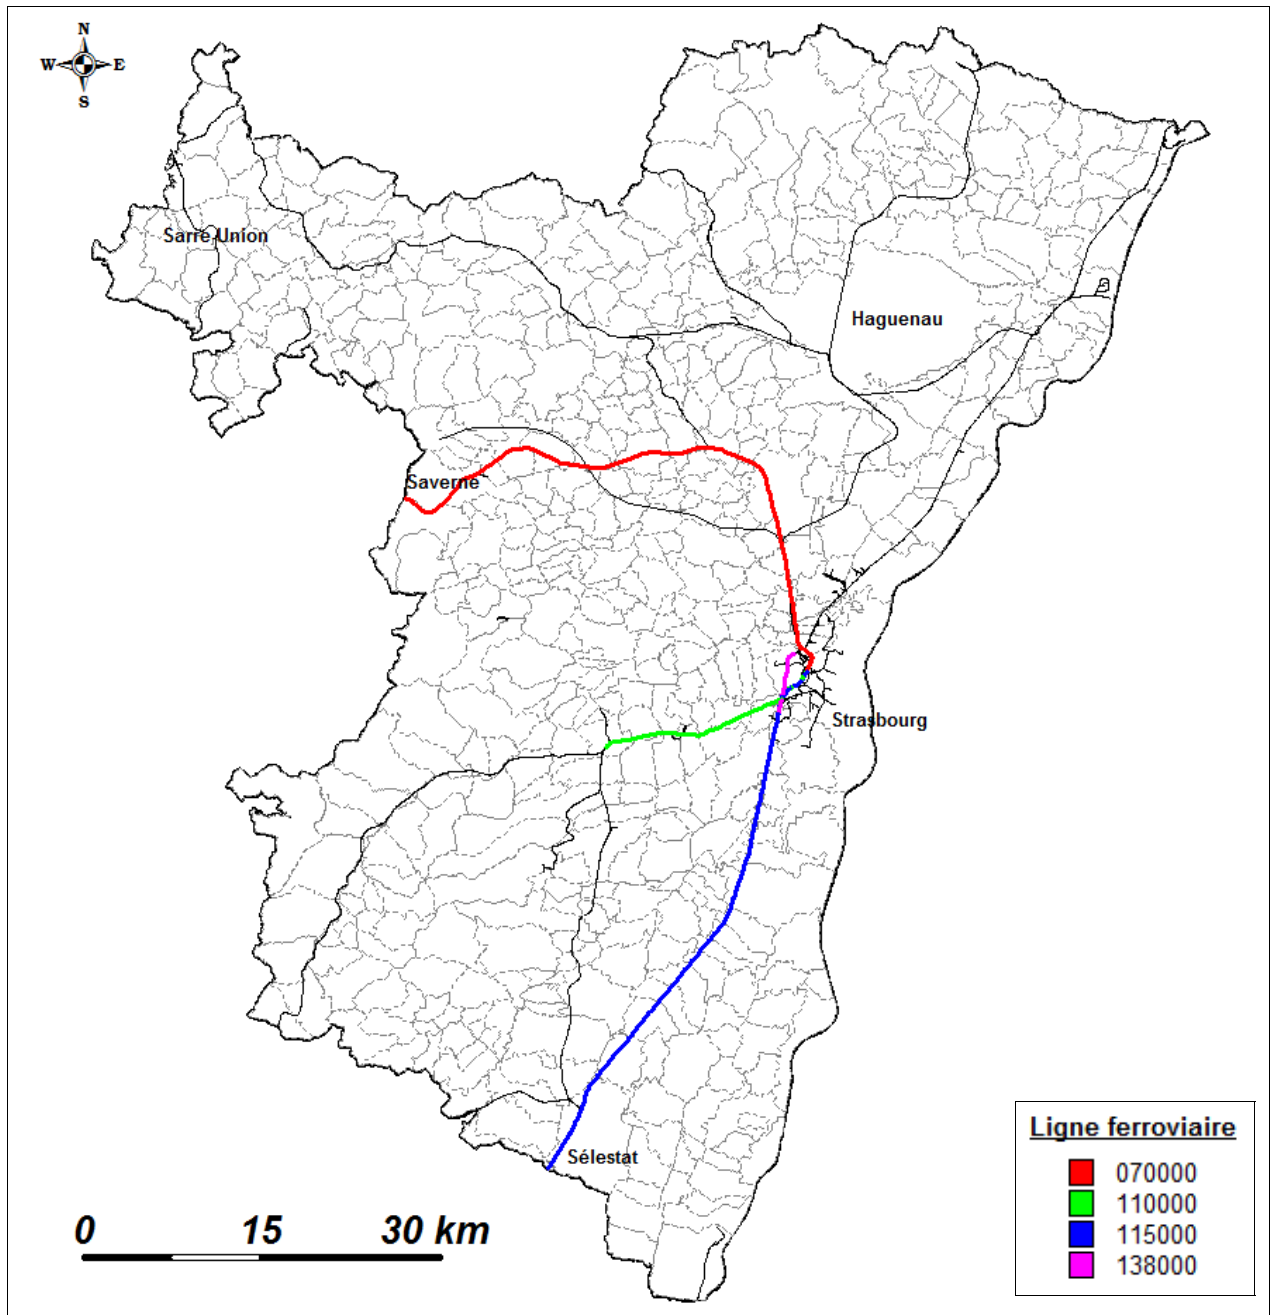 N
W E
S
Sarre-Union
Haguenau
Saverne
Strasbourg
Sélestat
Ligne ferroviaire
070000
110000
115000
138000
0 15 30 km